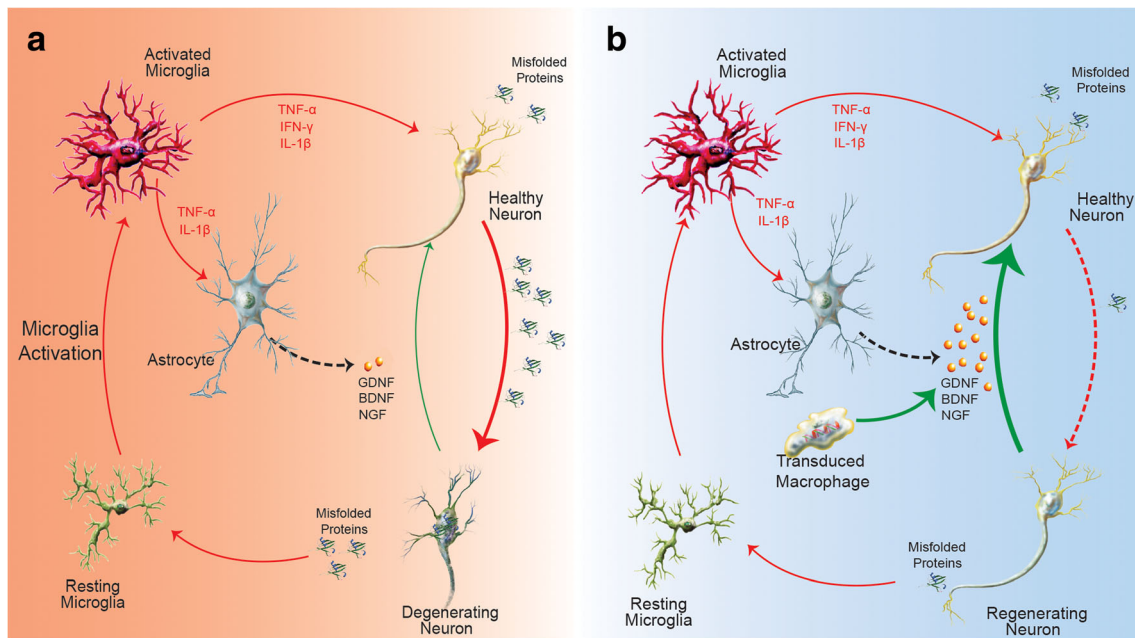 a
Activated
Microglia
Misfolded
Proteins
TNF-α
IFN-γ
IL-1β
TNF-α
IL-1β
Healthy
Neuron
Microglia
Activation
Astrocyte
GDNF
BDNF
NGF
Misfolded
Proteins
Resting
Microglia
Degenerating
Neuron
b
Activated
Microglia
Misfolded
Proteins
TNF-α
IFN-γ
IL-1β
TNF-α
IL-1β
Healthy
Neuron
Astrocyte
GDNF
BDNF
NGF
Transduced
Macrophage
Misfolded
Proteins
Resting
Microglia
Regenerating
Neuron